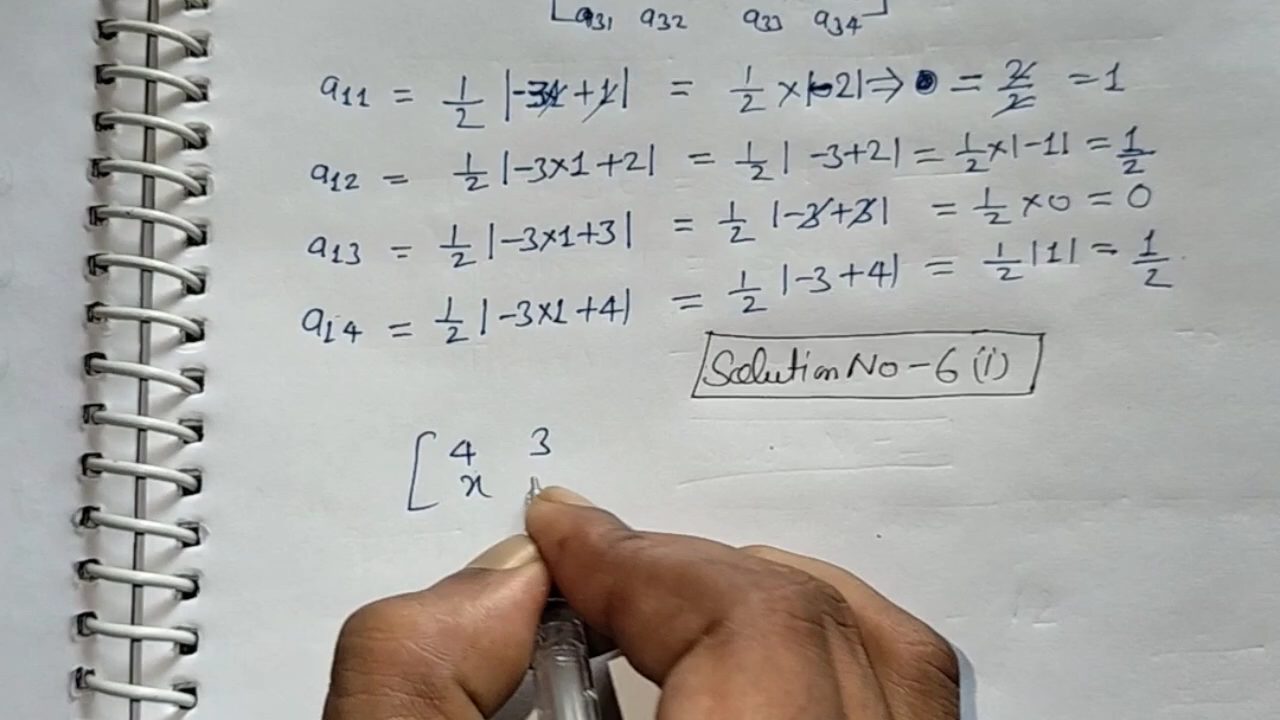 a31 a32 a33 a34
a11 = 1/2 |-3×1+1| = 1/2 ×|-2| ⇒ = 2/2 = 1
a12 = 1/2 |-3×1+2| = 1/2 |-3+2| = 1/2 ×|-1| = 1/2
a13 = 1/2 |-3×1+3| = 1/2 |-3+3| = 1/2 ×0 = 0
a14 = 1/2 |-3×1+4| = 1/2 |-3+4| = 1/2 |1| = 1/2
Solution No-6 (i)
[ 4 3
x